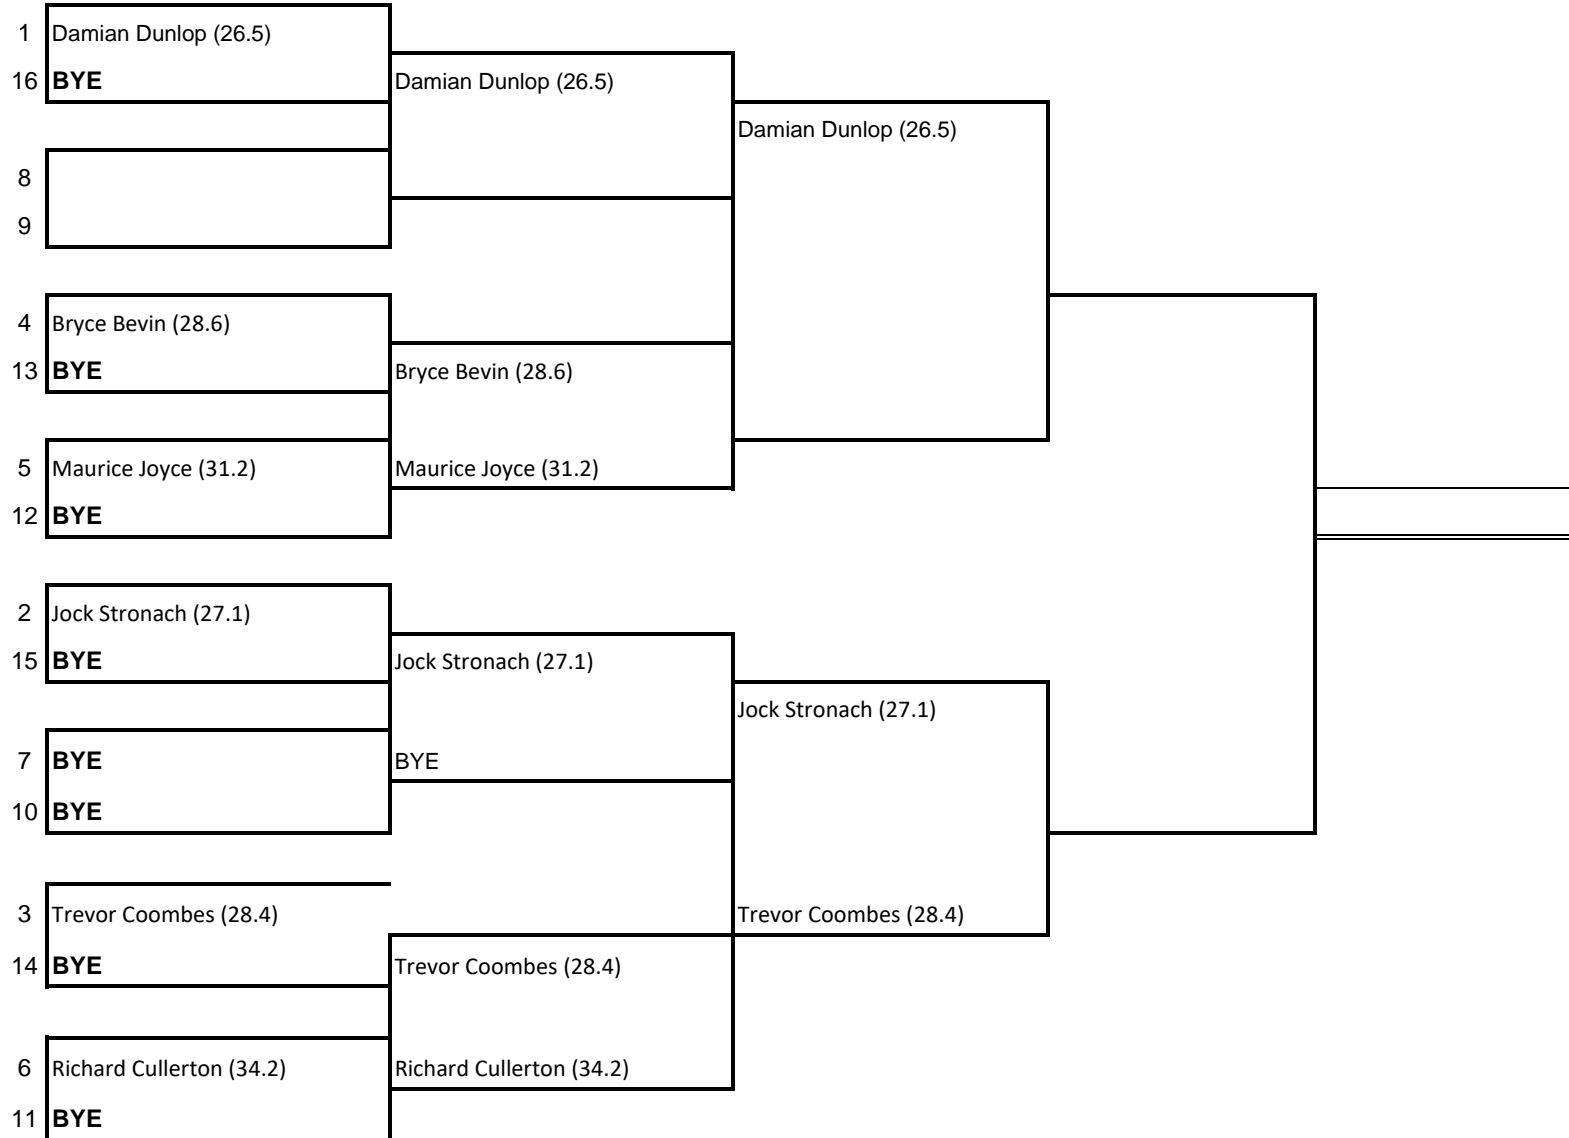 1 Damian Dunlop (26.5)
16 BYE Damian Dunlop (26.5)
Damian Dunlop (26.5)
8
9
4 Bryce Bevin (28.6)
13 BYE Bryce Bevin (28.6)
5 Maurice Joyce (31.2) Maurice Joyce (31.2)
12 BYE
2 Jock Stronach (27.1)
15 BYE Jock Stronach (27.1)
Jock Stronach (27.1)
7 BYE BYE
10 BYE
3 Trevor Coombes (28.4) Trevor Coombes (28.4)
14 BYE Trevor Coombes (28.4)
6 Richard Cullerton (34.2) Richard Cullerton (34.2)
11 BYE